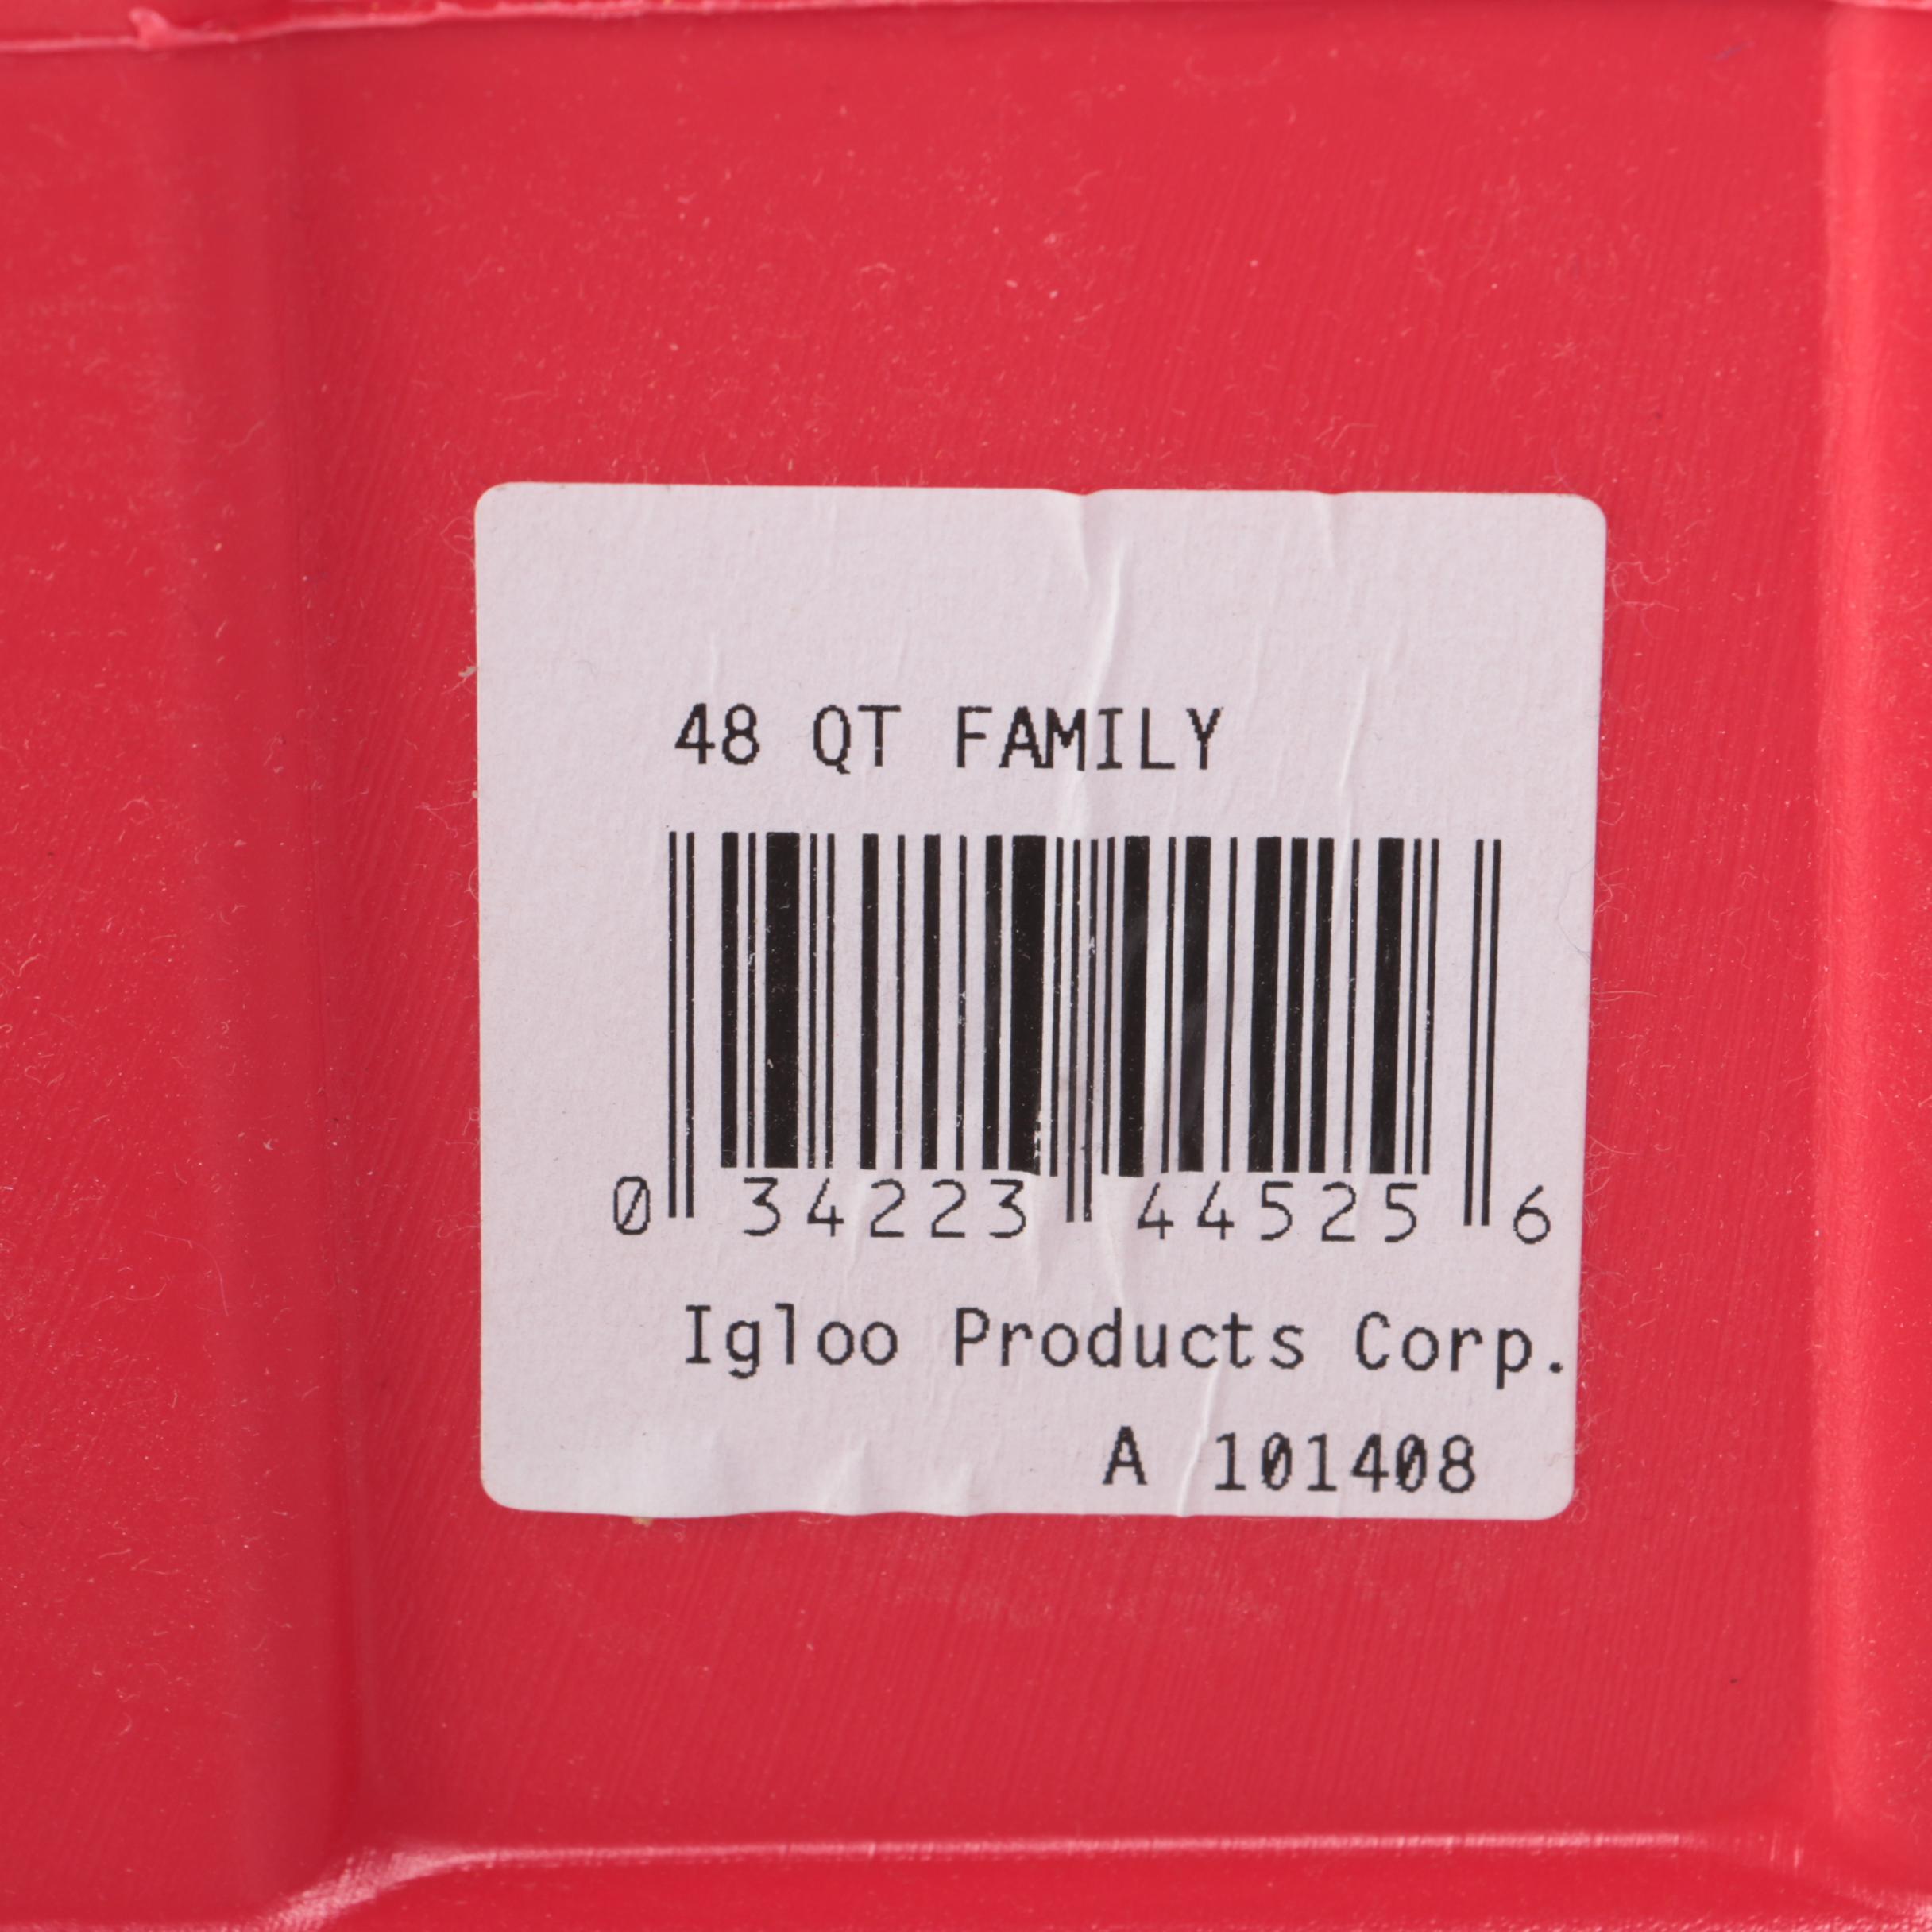 48 QT FAMILY
0 34223 44525 6
Igloo Products Corp.
A 101408